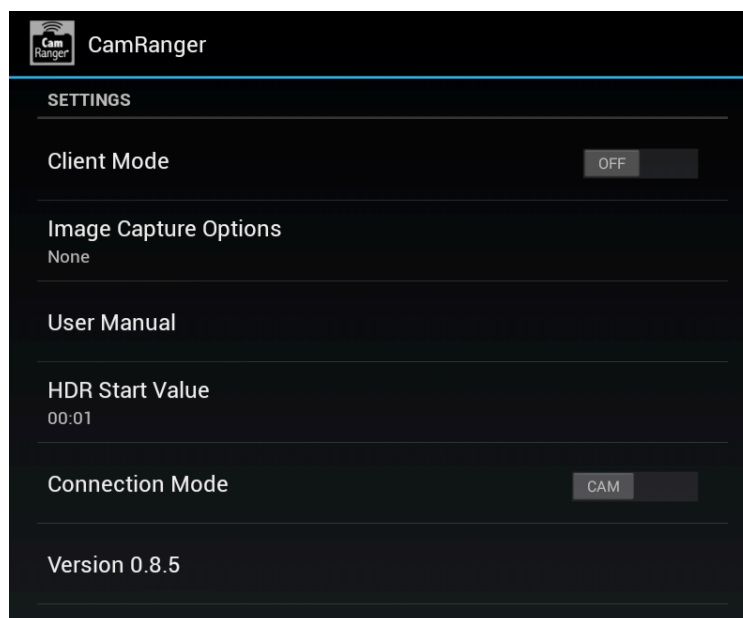 Cam
Ranger
CamRanger
SETTINGS
Client Mode
OFF
Image Capture Options
None
User Manual
HDR Start Value
00:01
Connection Mode
CAM
Version 0.8.5